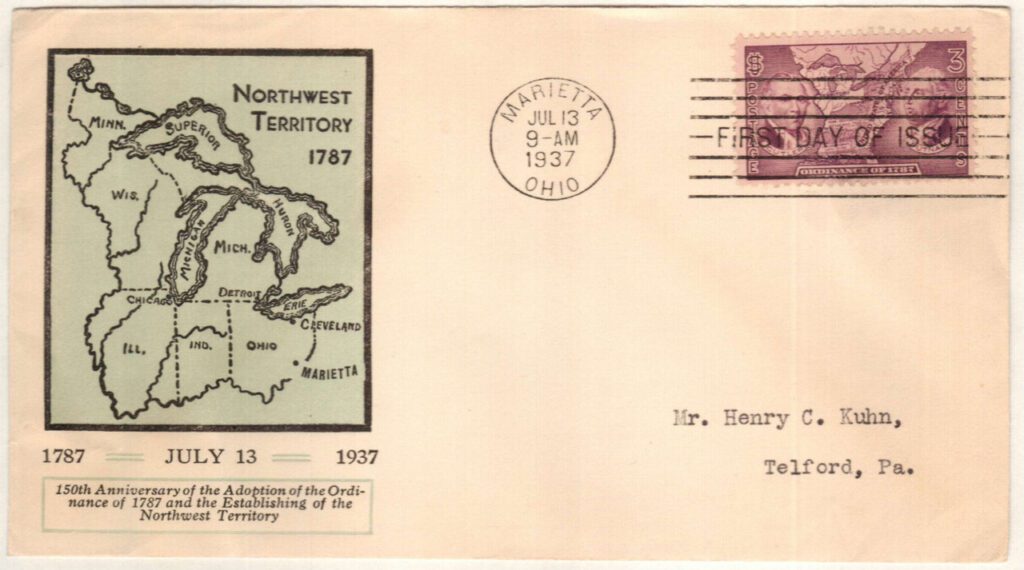 NORTHWEST
TERRITORY
1787
MINN.
SUPERIOR
WIS.
HURON
MICHIGAN
MICH.
CHICAGO
DETROIT
ERIE
CLEVELAND
ILL.
IND.
OHIO
MARIETTA
1787 JULY 13 1937
150th Anniversary of the Adoption of the Ordi-
nance of 1787 and the Establishing of the
Northwest Territory
MARIETTA
JUL 13
9-AM
1937
OHIO
3
CENTS
POSTAGE
FIRST DAY OF ISSUE
ORDINANCE OF 1787
Mr. Henry C. Kuhn,
Telford, Pa.